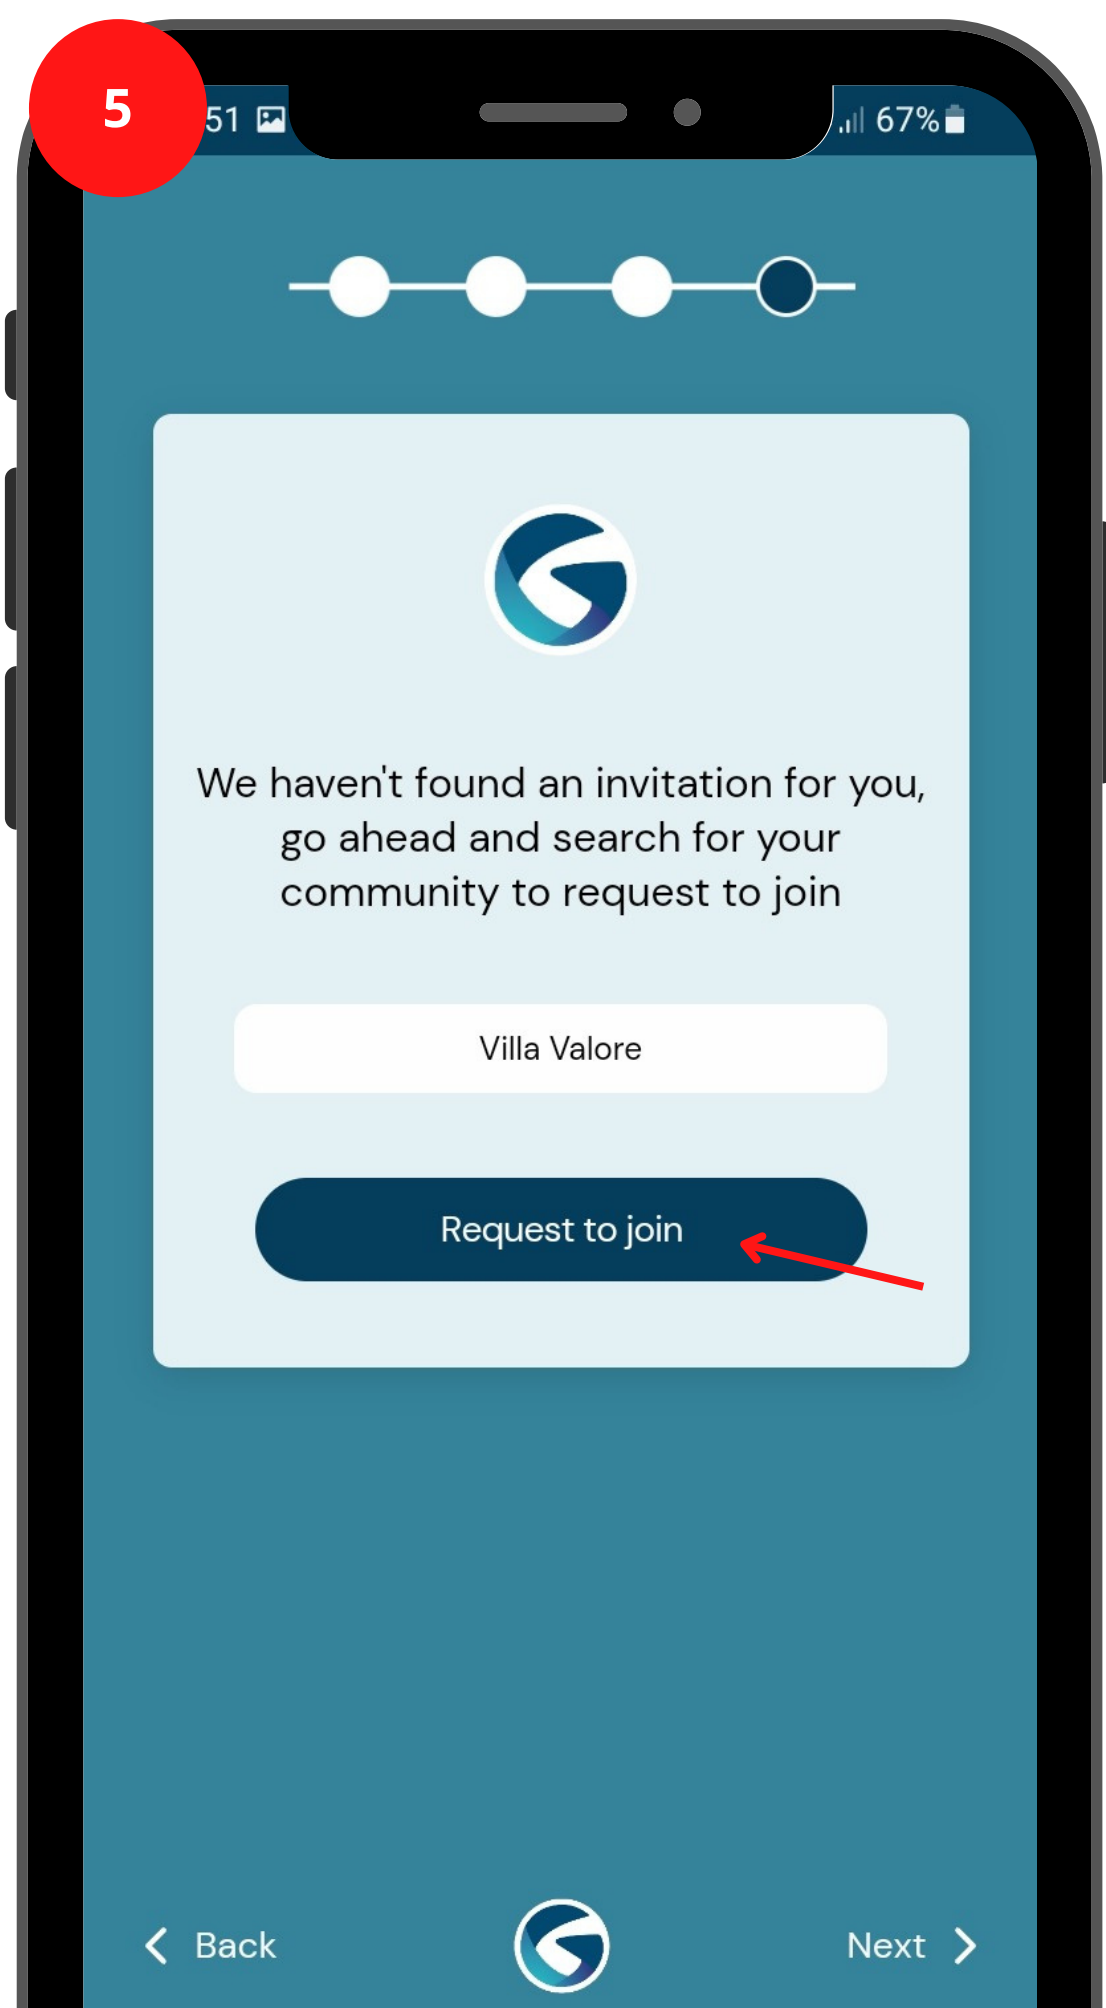 5
51
67%
We haven't found an invitation for you,
go ahead and search for your
community to request to join
Villa Valore
Request to join
Back
Next